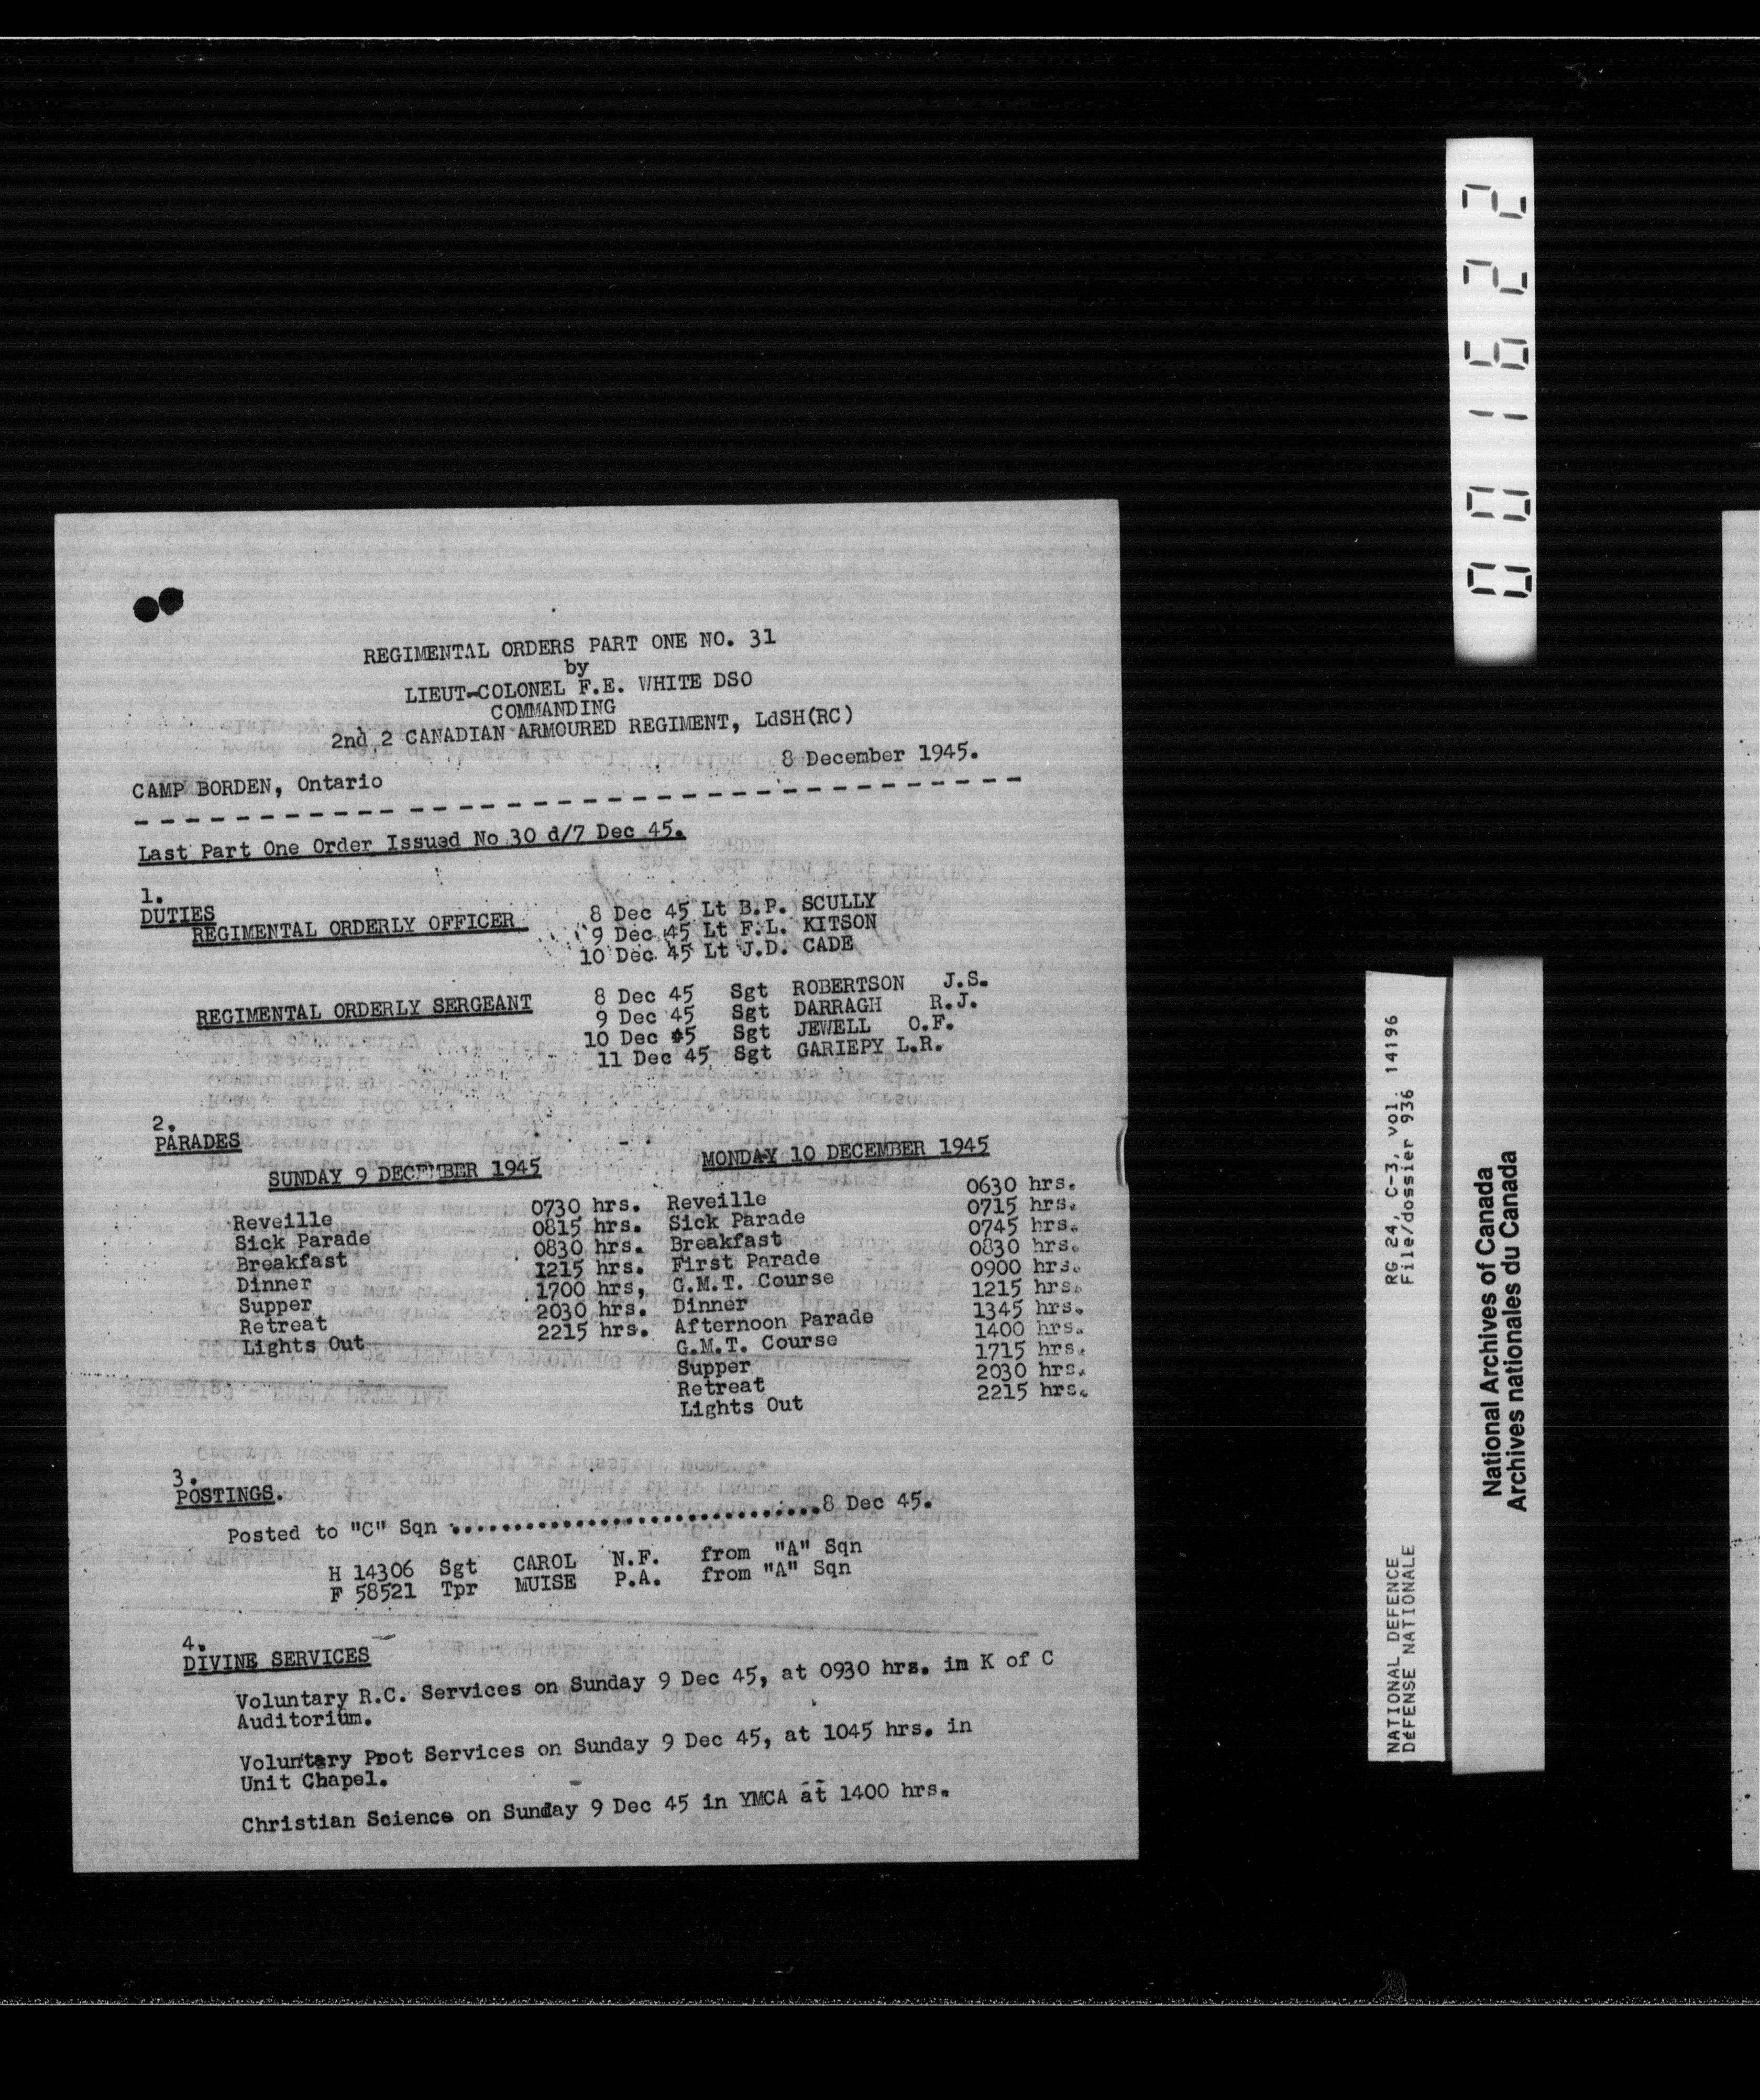 REGIMENTAL ORDERS PART ONE NO. 31
by
LIEUT-COLONEL F.E. WHITE DSO
COMMANDING
2nd 2 CANADIAN ARMOURED REGIMENT, LdSH(RC)
8 December 1945.
CAMP BORDEN, Ontario
Last Part One Order Issued No 30 d/7 Dec 45.
1.
DUTIES
REGIMENTAL ORDERLY OFFICER 8 Dec 45 Lt B.P. SCULLY
9 Dec 45 Lt F.L. KITSON
10 Dec 45 Lt J.D. CADE
REGIMENTAL ORDERLY SERGEANT 8 Dec 45 Sgt ROBERTSON J.S.
9 Dec 45 Sgt DARRAGH R.J.
10 Dec 45 Sgt JEWELL O.F.
11 Dec 45 Sgt GARIEPY L.R.
2.
PARADES
SUNDAY 9 DECEMBER 1945 MONDAY 10 DECEMBER 1945
Reveille 0730 hrs. Reveille 0630 hrs.
Sick Parade 0815 hrs. Sick Parade 0715 hrs.
Breakfast 0830 hrs. Breakfast 0745 hrs.
Dinner 1215 hrs. First Parade 0830 hrs.
Supper 1700 hrs, G.M.T. Course 0900 hrs.
Retreat 2030 hrs. Dinner 1215 hrs.
Lights Out 2215 hrs. Afternoon Parade 1345 hrs.
G.M.T. Course 1400 hrs.
Supper 1715 hrs.
Retreat 2030 hrs.
Lights Out 2215 hrs.
3.
POSTINGS.
Posted to "C" Sqn ..............................8 Dec 45.
H 14306 Sgt CAROL N.F. from "A" Sqn
F 58521 Tpr MUISE P.A. from "A" Sqn
4.
DIVINE SERVICES
Voluntary R.C. Services on Sunday 9 Dec 45, at 0930 hrs. in K of C
Auditorium.
Voluntary Prot Services on Sunday 9 Dec 45, at 1045 hrs. in
Unit Chapel.
Christian Science on Sunday 9 Dec 45 in YMCA at 1400 hrs.
001622
NATIONAL DEFENCE RG 24, C-3, vol. 14196
DÉFENSE NATIONALE File/dossier 936
National Archives of Canada
Archives nationales du Canada